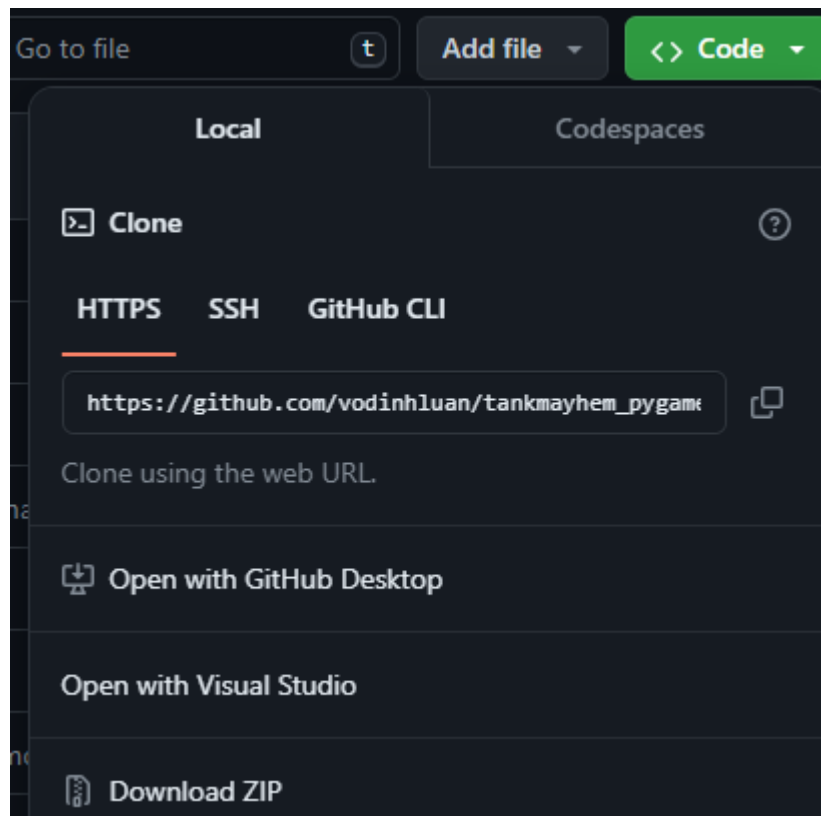 Go to file t Add file <> Code
Local Codespaces
Clone
HTTPS SSH GitHub CLI
https://github.com/vodinhluan/tankmayhem_pygame
Clone using the web URL.
Open with GitHub Desktop
Open with Visual Studio
Download ZIP